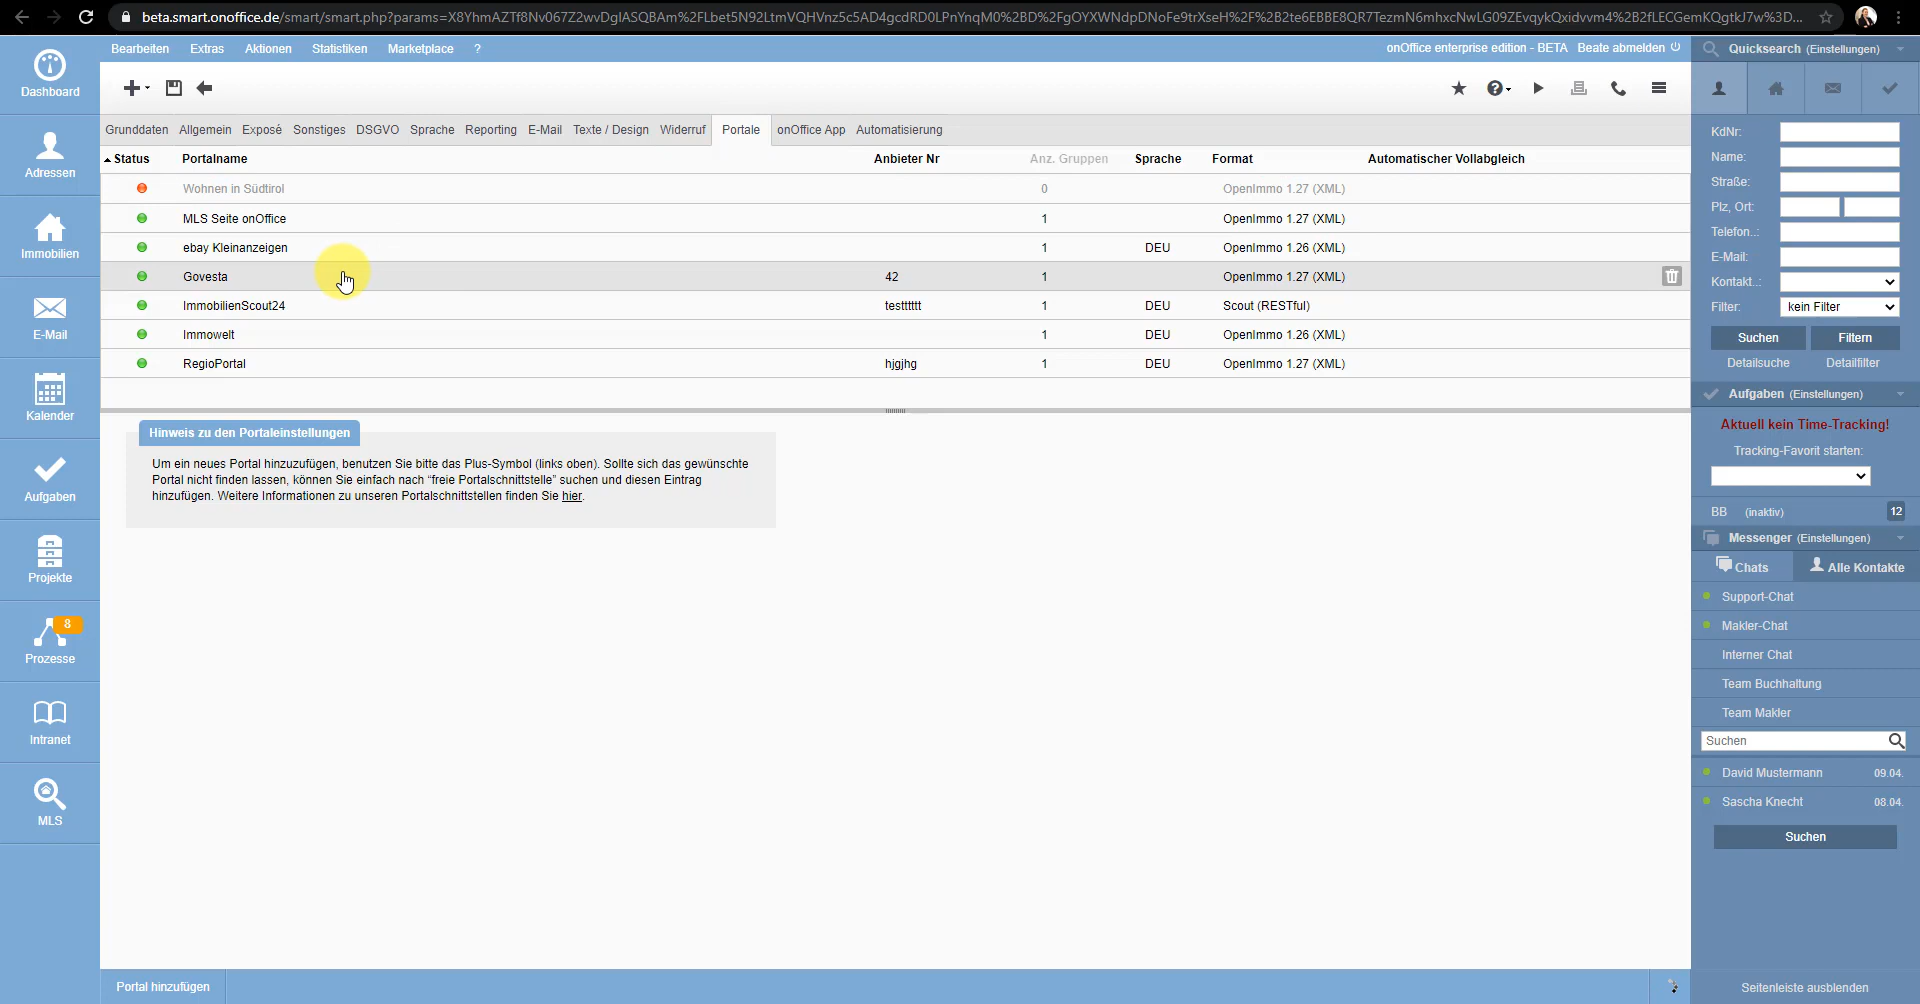 beta.smart.onoffice.de/smart/smart.php?params=X8YhmAZTf8Nv067Z2wvDgIASQBAm%2FLbet5N92LtmVQHVnz5c5AD4gcdRD0LPnYnqM0%2BD%2FgOYXWNdpDNoFe9trXseH%2F%2B2te6EBBE8QR7TezmN6mhxcNwLG09ZEvqykQxidvvm4%2B2fLECGemKQgtkJ7w%3D...
Bearbeiten Extras Aktionen Statistiken Marketplace ?
onOffice enterprise edition - BETA Beate abmelden
Grunddaten Allgemein Exposé Sonstiges DSGVO Sprache Reporting E-Mail Texte / Design Widerruf Portale onOffice App Automatisierung
Status Portalname Anbieter Nr Anz. Gruppen Sprache Format Automatischer Vollabgleich
Wohnen in Südtirol 0 OpenImmo 1.27 (XML)
MLS Seite onOffice 1 OpenImmo 1.27 (XML)
ebay Kleinanzeigen 1 DEU OpenImmo 1.26 (XML)
Govesta 42 1 OpenImmo 1.27 (XML)
ImmobilienScout24 testttttt 1 DEU Scout (RESTful)
Immowelt 1 DEU OpenImmo 1.26 (XML)
RegioPortal hjgjhg 1 DEU OpenImmo 1.27 (XML)
Hinweis zu den Portaleinstellungen
Um ein neues Portal hinzuzufügen, benutzen Sie bitte das Plus-Symbol (links oben). Sollte sich das gewünschte
Portal nicht finden lassen, können Sie einfach nach “freie Portalschnittstelle” suchen und diesen Eintrag
hinzufügen. Weitere Informationen zu unseren Portalschnittstellen finden Sie hier.
Portal hinzufügen
Dashboard
Adressen
Immobilien
E-Mail
Kalender
Aufgaben
Projekte
8
Prozesse
Intranet
MLS
Quicksearch (Einstellungen)
KdNr:
Name:
Straße:
Plz, Ort:
Telefon..:
E-Mail:
Kontakt..:
Filter: kein Filter
Suchen Filtern
Detailsuche Detailfilter
Aufgaben (Einstellungen)
Aktuell kein Time-Tracking!
Tracking-Favorit starten:
BB (inaktiv) 12
Messenger (Einstellungen)
Chats Alle Kontakte
Support-Chat
Makler-Chat
Interner Chat
Team Buchhaltung
Team Makler
Suchen
David Mustermann 09.04.
Sascha Knecht 08.04.
Suchen
Seitenleiste ausblenden